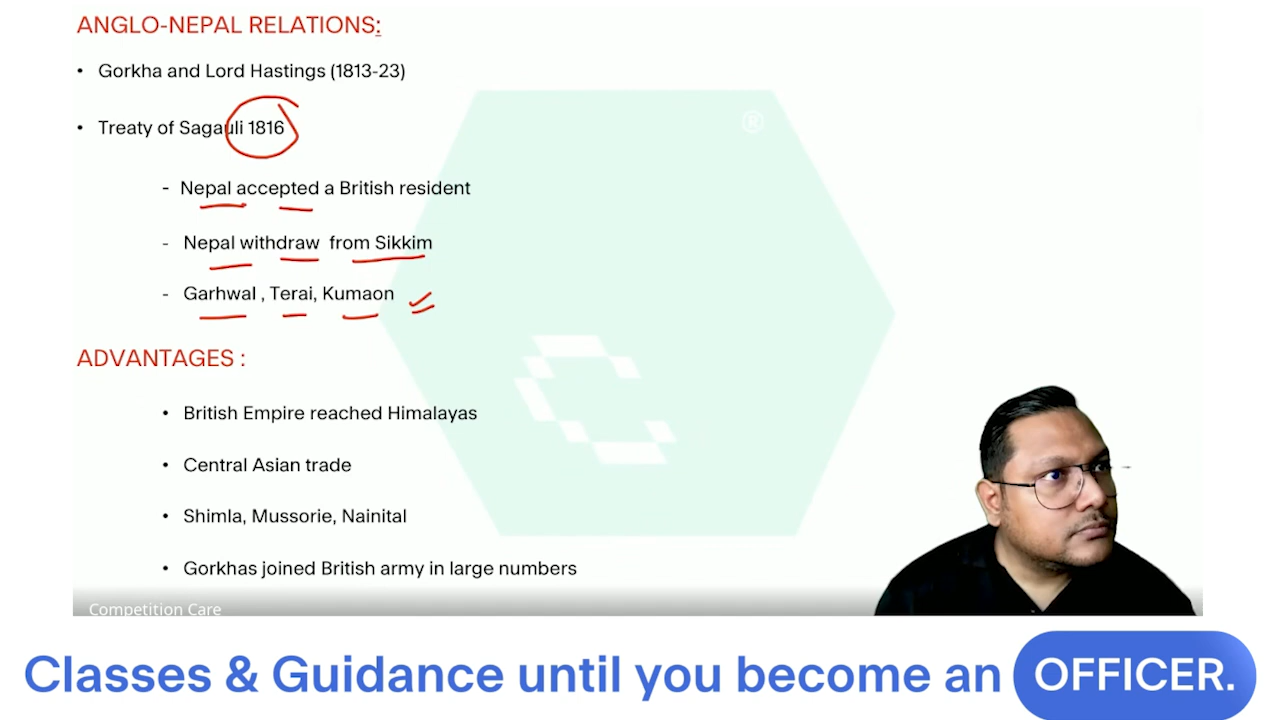 ANGLO-NEPAL RELATIONS:
• Gorkha and Lord Hastings (1813-23)
• Treaty of Sagauli 1816
- Nepal accepted a British resident
- Nepal withdraw from Sikkim
- Garhwal , Terai, Kumaon
ADVANTAGES :
• British Empire reached Himalayas
• Central Asian trade
• Shimla, Mussorie, Nainital
• Gorkhas joined British army in large numbers
Competition Care
Classes & Guidance until you become an OFFICER.
®